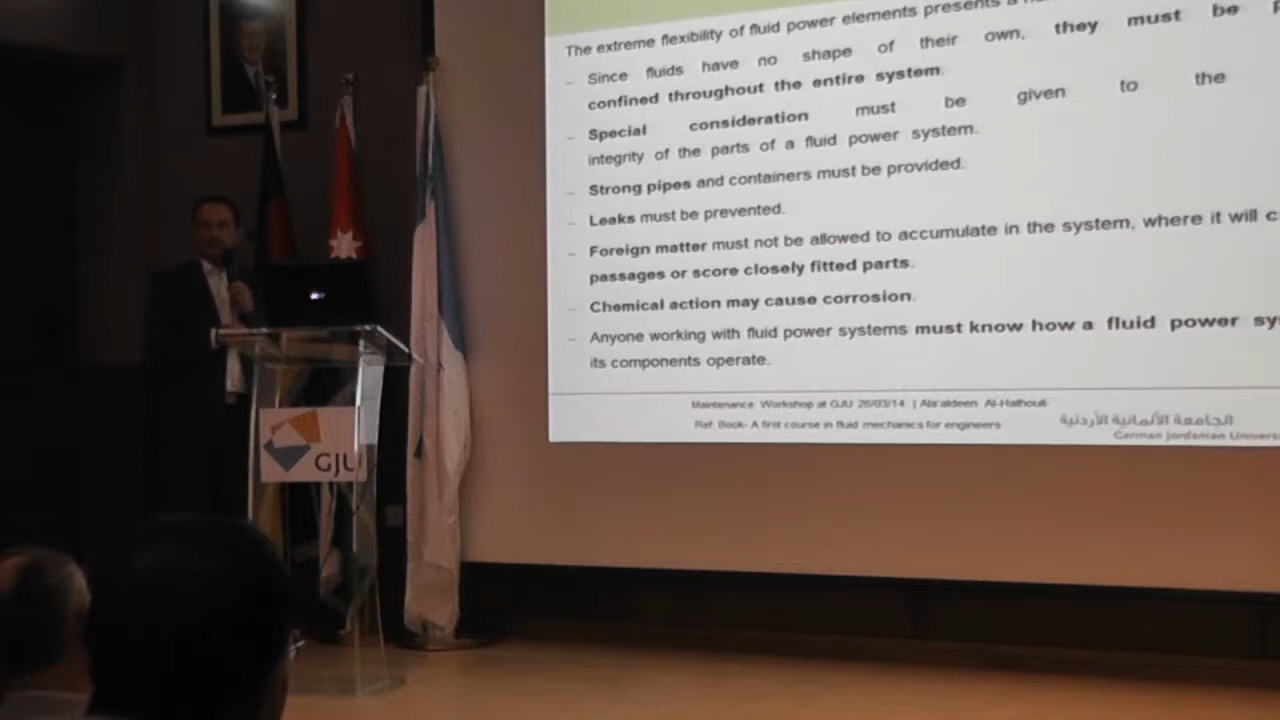 The extreme flexibility of fluid power elements presents a
– Since fluids have no shape of their own, they must be
confined throughout the entire system.
– Special consideration must be given to the
integrity of the parts of a fluid power system.
– Strong pipes and containers must be provided.
– Leaks must be prevented.
– Foreign matter must not be allowed to accumulate in the system, where it will c
passages or score closely fitted parts.
– Chemical action may cause corrosion.
– Anyone working with fluid power systems must know how a fluid power sy
its components operate.
Maintenance Workshop at GJU 26/03/14 | Ala'aldeen Al-Halhouli
Ref. Book- A first course in fluid mechanics for engineers
الجامعة الألمانية الأردنية
German Jordanian Univers
GJU